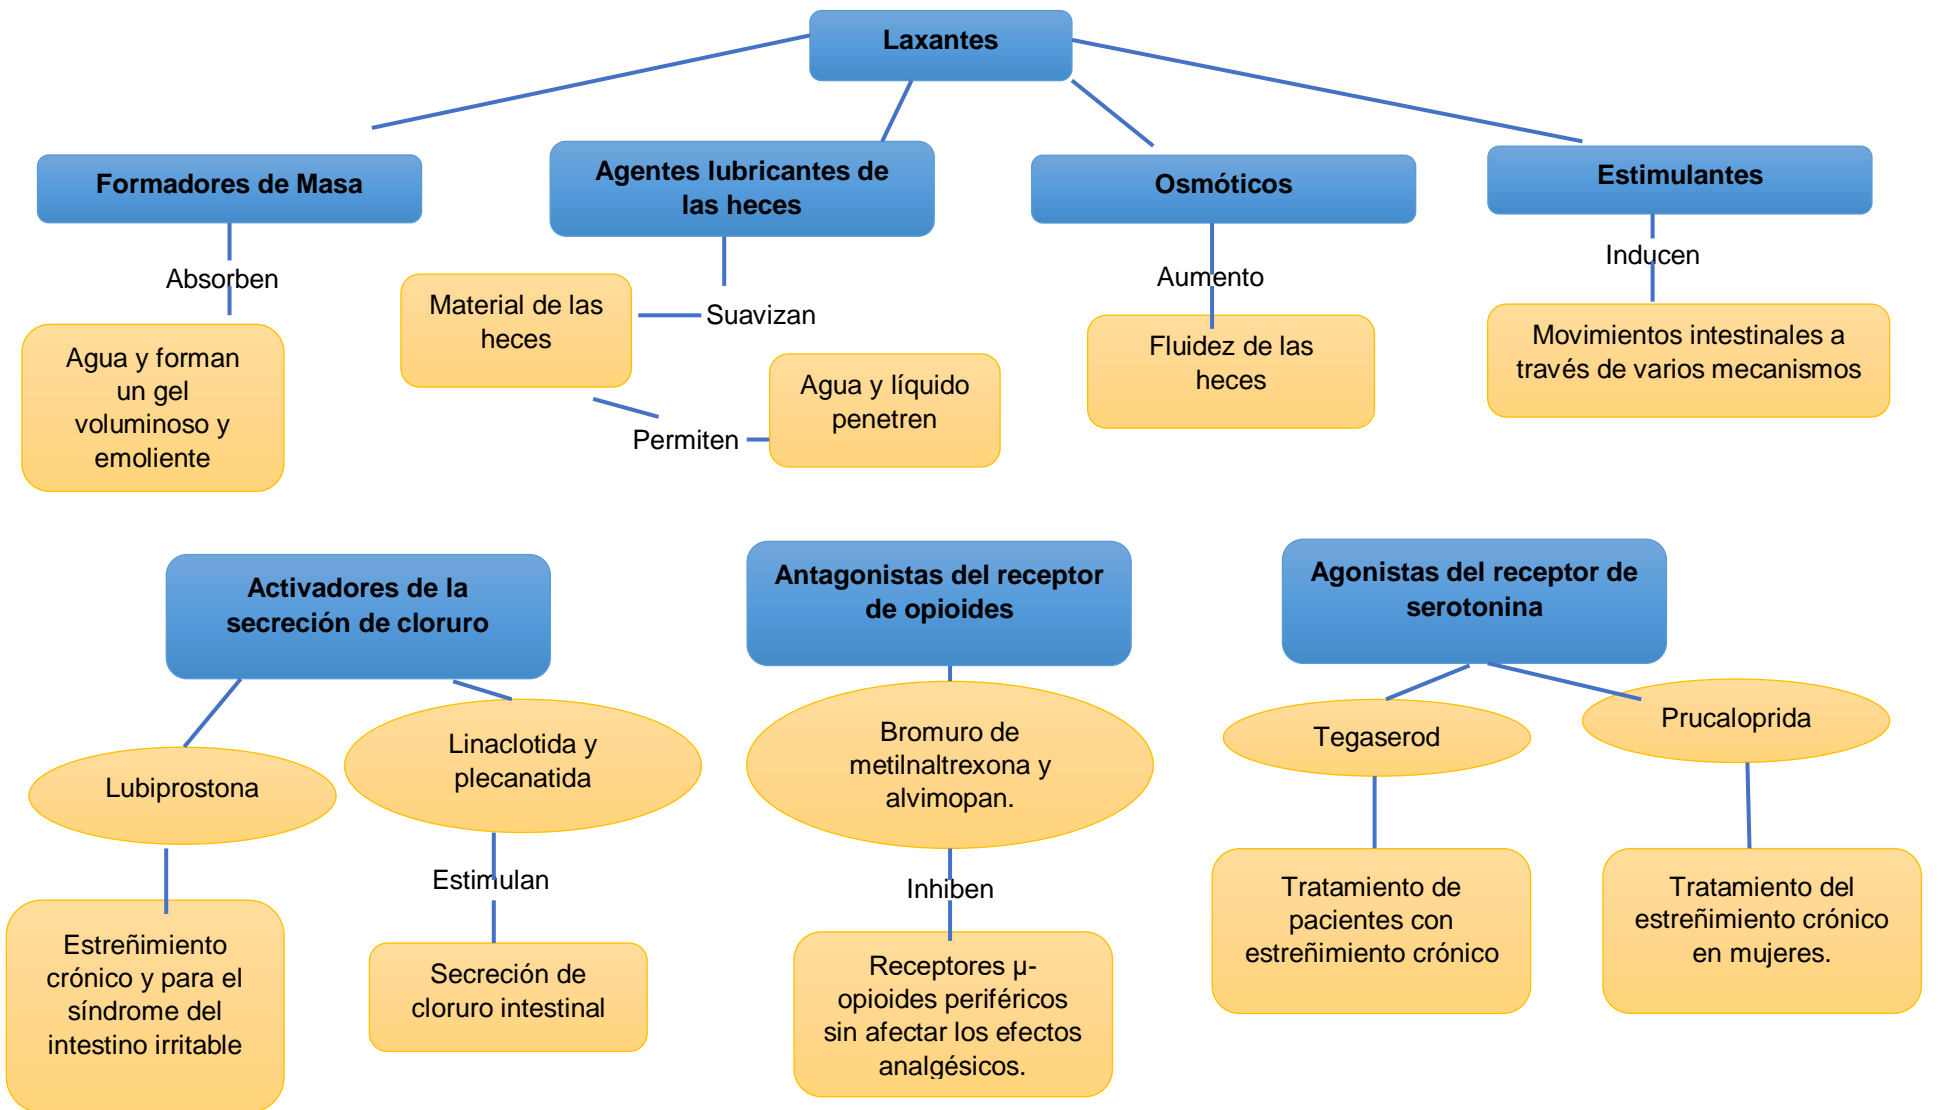 Laxantes
Formadores de Masa
Absorben
Agua y forman
un gel
voluminoso y
emoliente
Agentes lubricantes de
las heces
Suavizan
Material de las
heces
Permiten
Agua y líquido
penetren
Osmóticos
Aumento
Fluidez de las
heces
Estimulantes
Inducen
Movimientos intestinales a
través de varios mecanismos
Activadores de la
secreción de cloruro
Lubiprostona
Estreñimiento
crónico y para el
síndrome del
intestino irritable
Linaclotida y
plecanatida
Estimulan
Secreción de
cloruro intestinal
Antagonistas del receptor
de opioides
Bromuro de
metilnaltrexona y
alvimopan.
Inhiben
Receptores µ-
opioides periféricos
sin afectar los efectos
analgésicos.
Agonistas del receptor de
serotonina
Tegaserod
Tratamiento de
pacientes con
estreñimiento crónico
Prucaloprida
Tratamiento del
estreñimiento crónico
en mujeres.